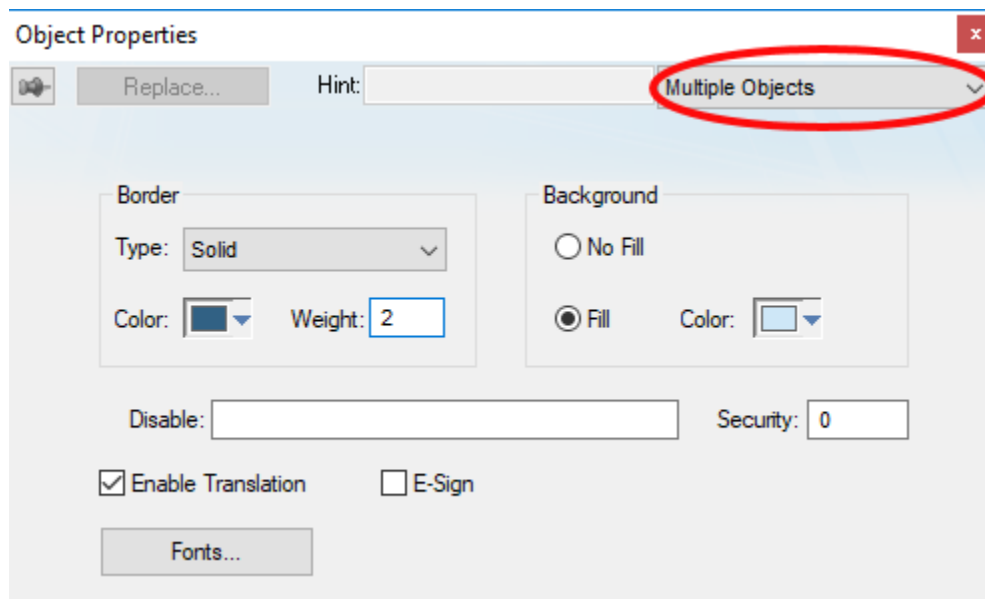 Object Properties
x
Replace... Hint: Multiple Objects
Border Background
Type: Solid No Fill
Color: Weight: 2 Fill Color:
Disable: Security: 0
Enable Translation E-Sign
Fonts...